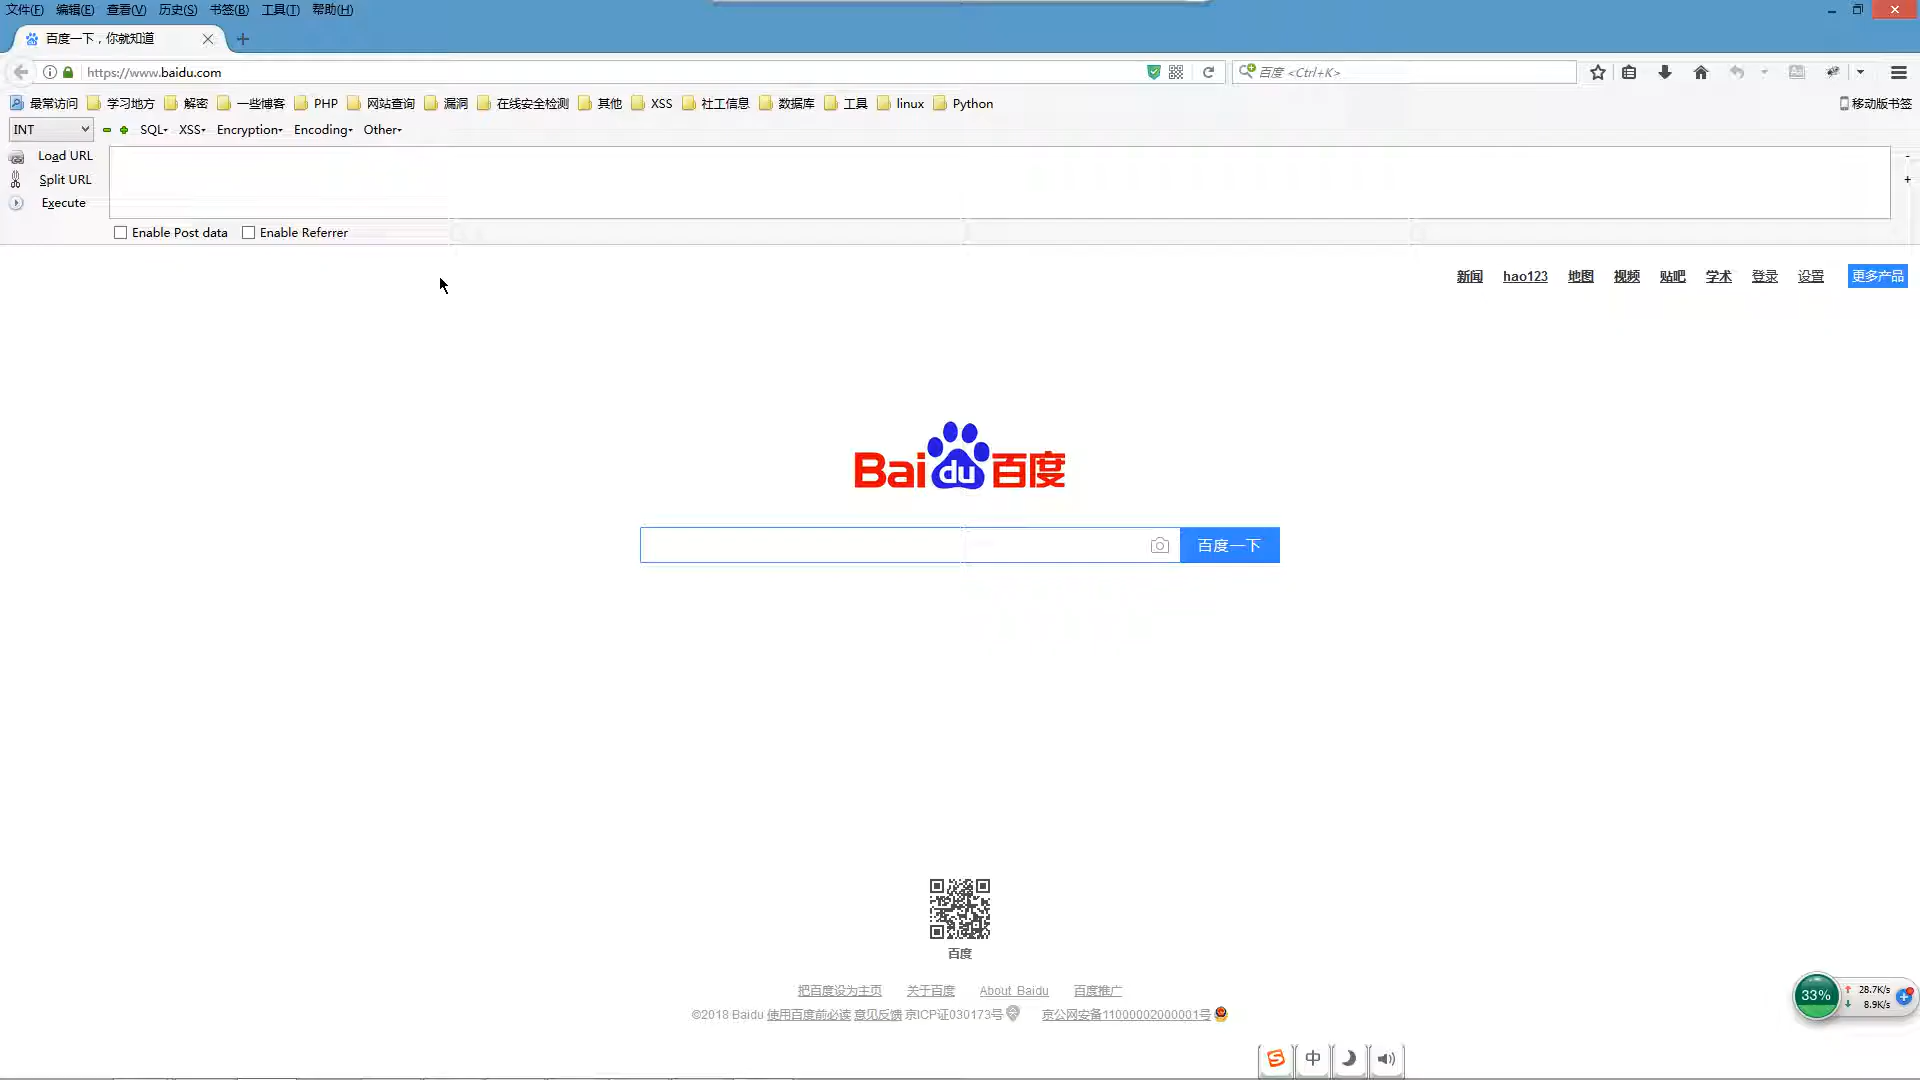 文件(F) 编辑(E) 查看(V) 历史(S) 书签(B) 工具(T) 帮助(H)
百度一下，你就知道
https://www.baidu.com
百度 <Ctrl+K>
最常访问 学习地方 解密 一些博客 PHP 网站查询 漏洞 在线安全检测 其他 XSS 社工信息 数据库 工具 linux Python 移动版书签
INT SQL XSS Encryption Encoding Other
Load URL
Split URL
Execute
Enable Post data Enable Referrer
新闻 hao123 地图 视频 贴吧 学术 登录 设置 更多产品
Bai du 百度
百度一下
百度
把百度设为主页 关于百度 About Baidu 百度推广
©2018 Baidu 使用百度前必读 意见反馈 京ICP证030173号 京公网安备11000002000001号
33% 28.7K/s
8.9K/s
中